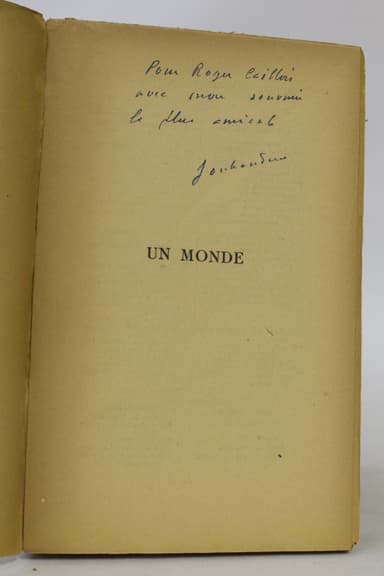 Pour Roger Caillois
avec mon souvenir
le plus amical
Jouhandeau
UN MONDE